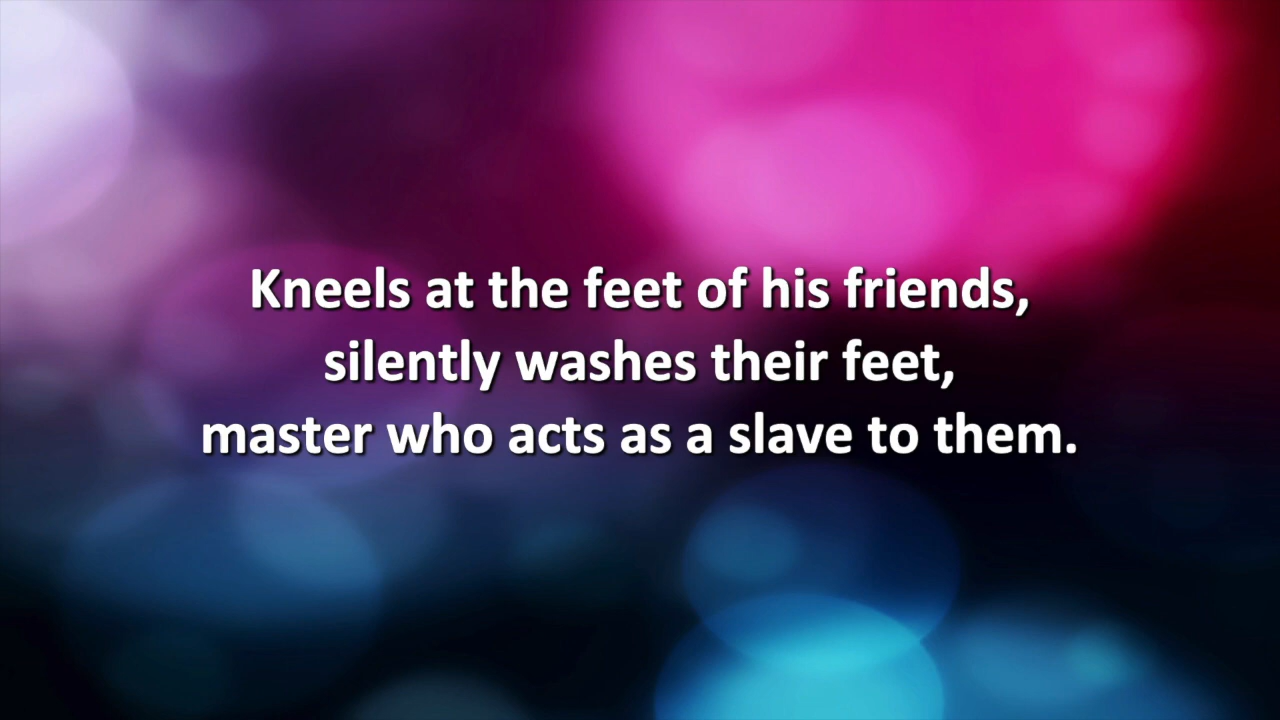 Kneels at the feet of his friends,
silently washes their feet,
master who acts as a slave to them.